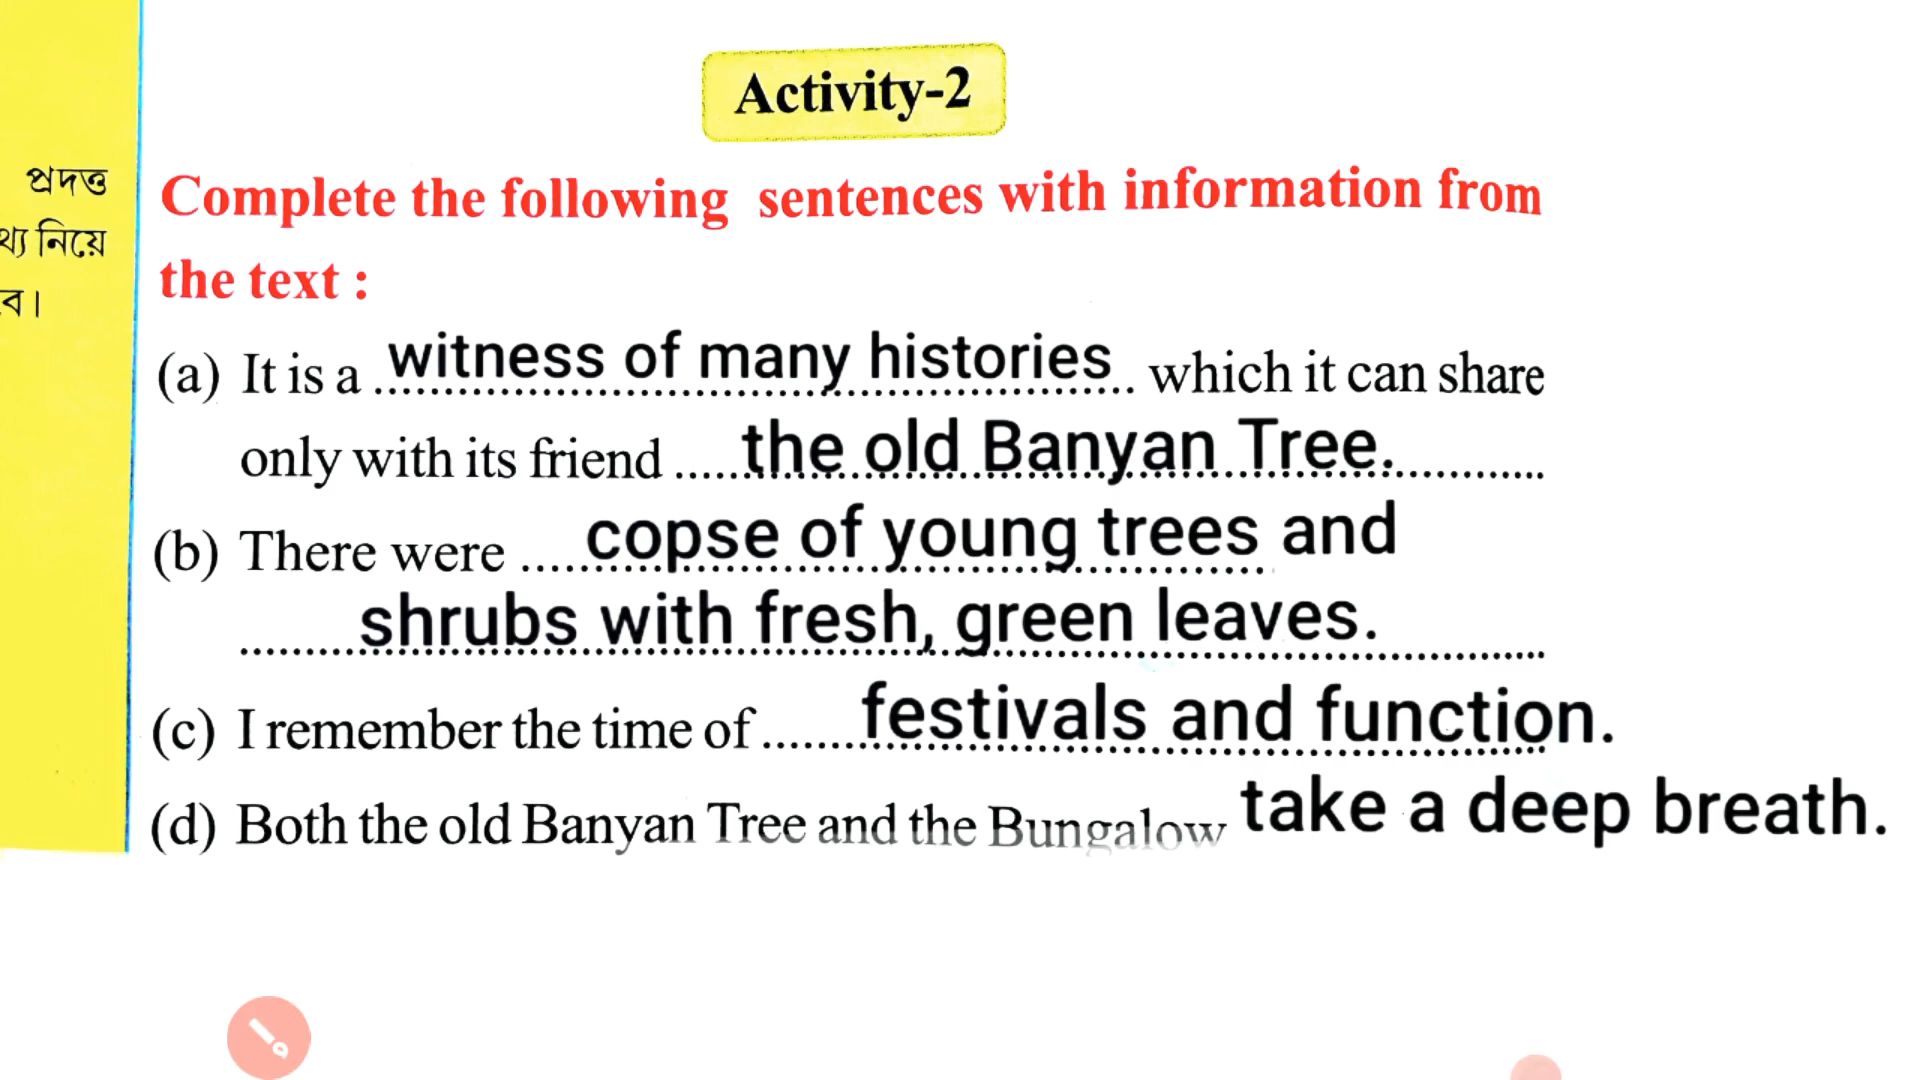 Activity-2
প্রদত্ত
থ্য নিয়ে
বে।
Complete the following sentences with information from
the text :
(a) It is a witness of many histories which it can share
only with its friend the old Banyan Tree.
(b) There were copse of young trees and
shrubs with fresh, green leaves.
(c) I remember the time of festivals and function.
(d) Both the old Banyan Tree and the Bungalow take a deep breath.